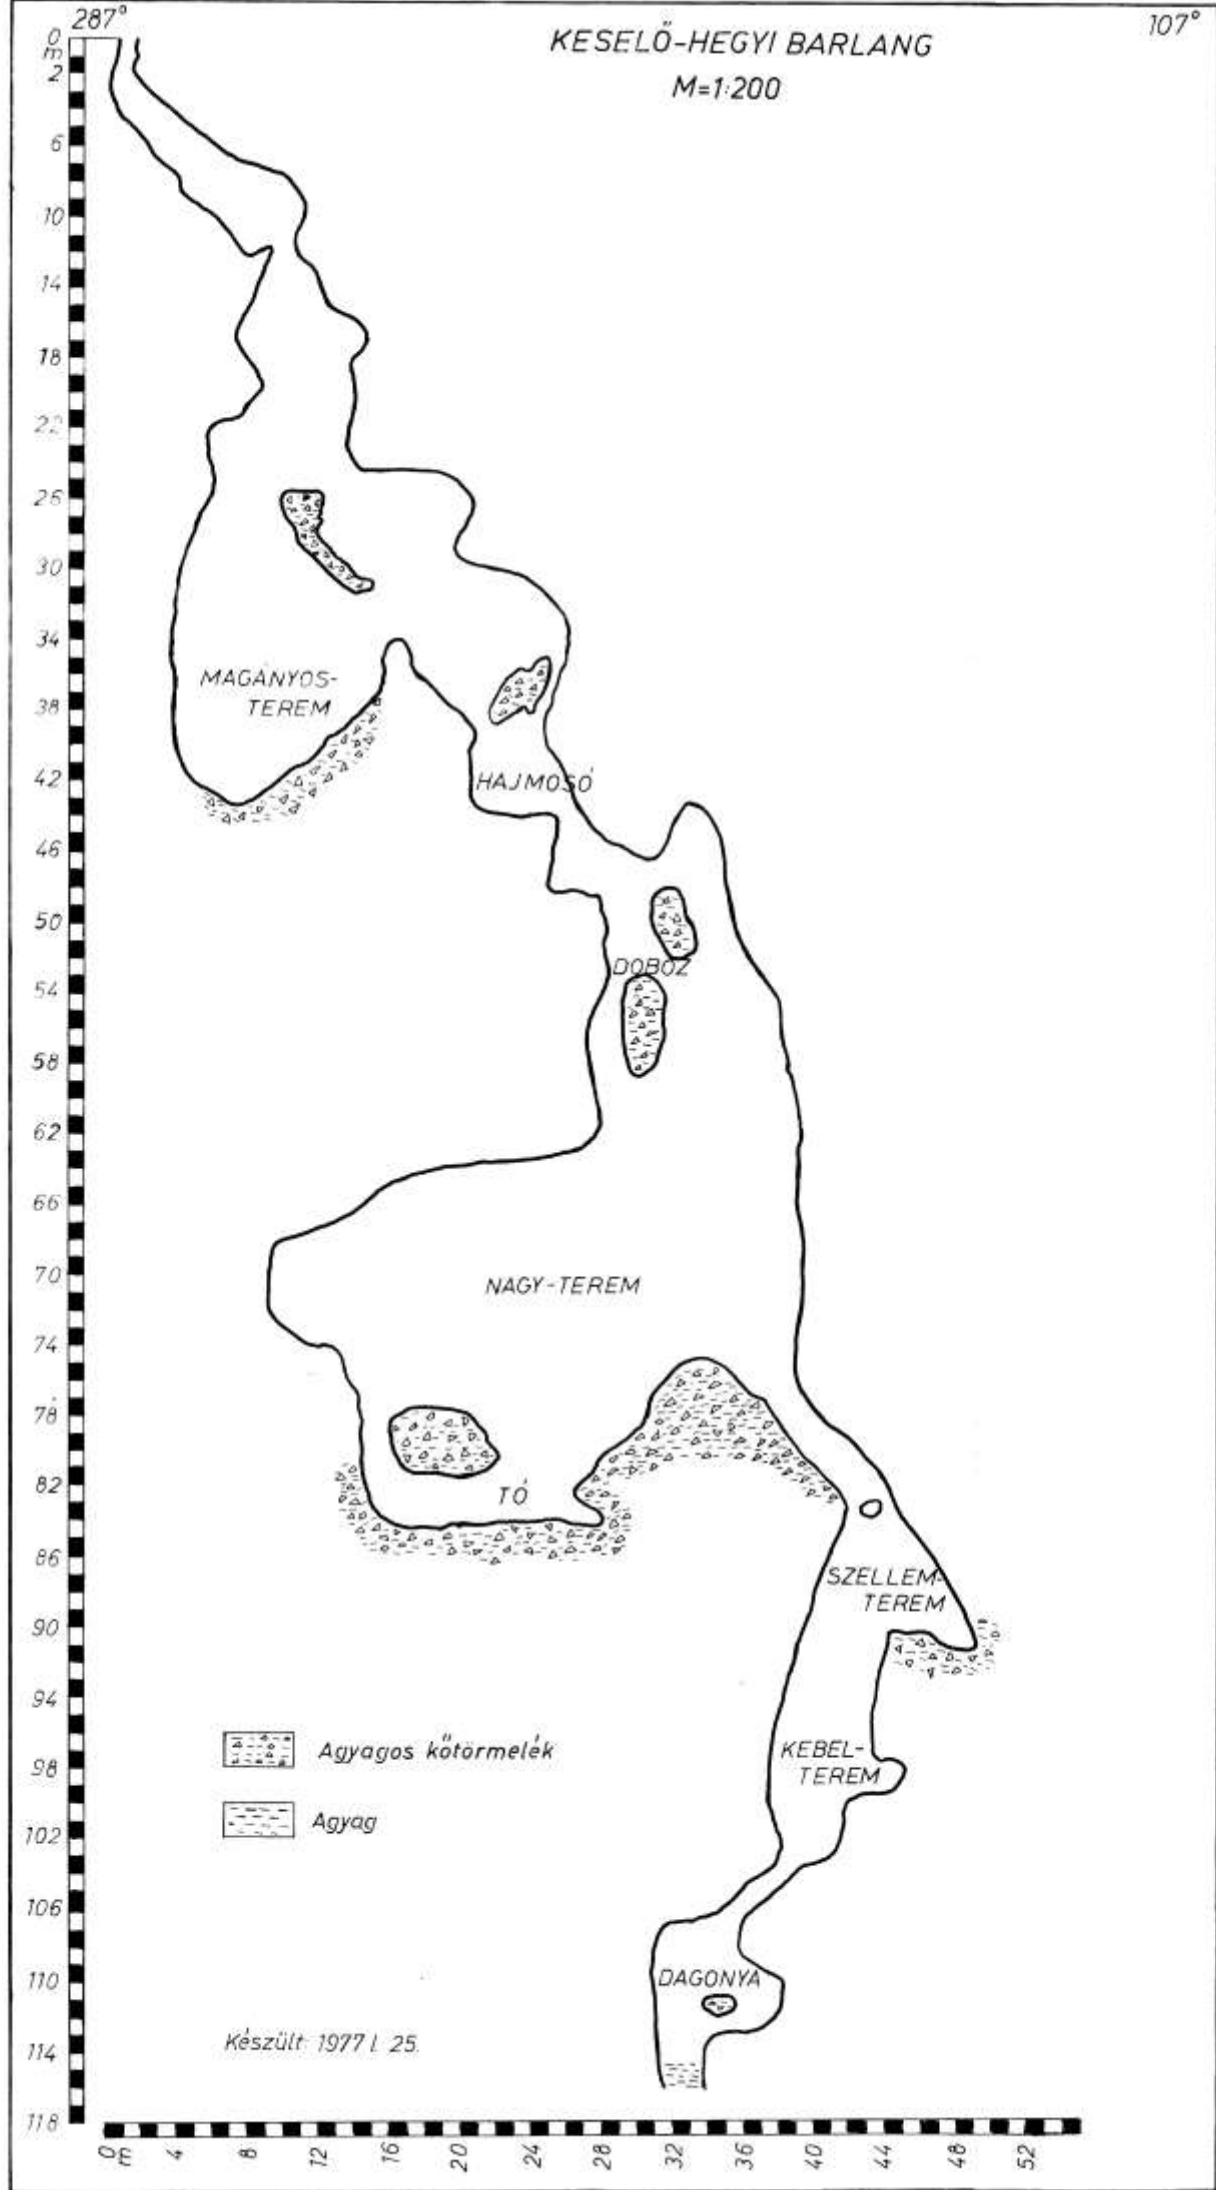 287°
107°
KESELŐ-HEGYI BARLANG
M=1:200
0
m
2
6
10
14
18
22
26
30
34
38
42
46
50
54
58
62
66
70
74
78
82
86
90
94
98
102
106
110
114
118
MAGÁNYOS-
TEREM
HAJMOSÓ
DOBOZ
NAGY-TEREM
TÓ
SZELLEM-
TEREM
KEBEL-
TEREM
DAGONYA
Agyagos kőtörmelék
Agyag
Készült: 1977 I. 25.
0 4 8 12 16 20 24 28 32 36 40 44 48 52
m